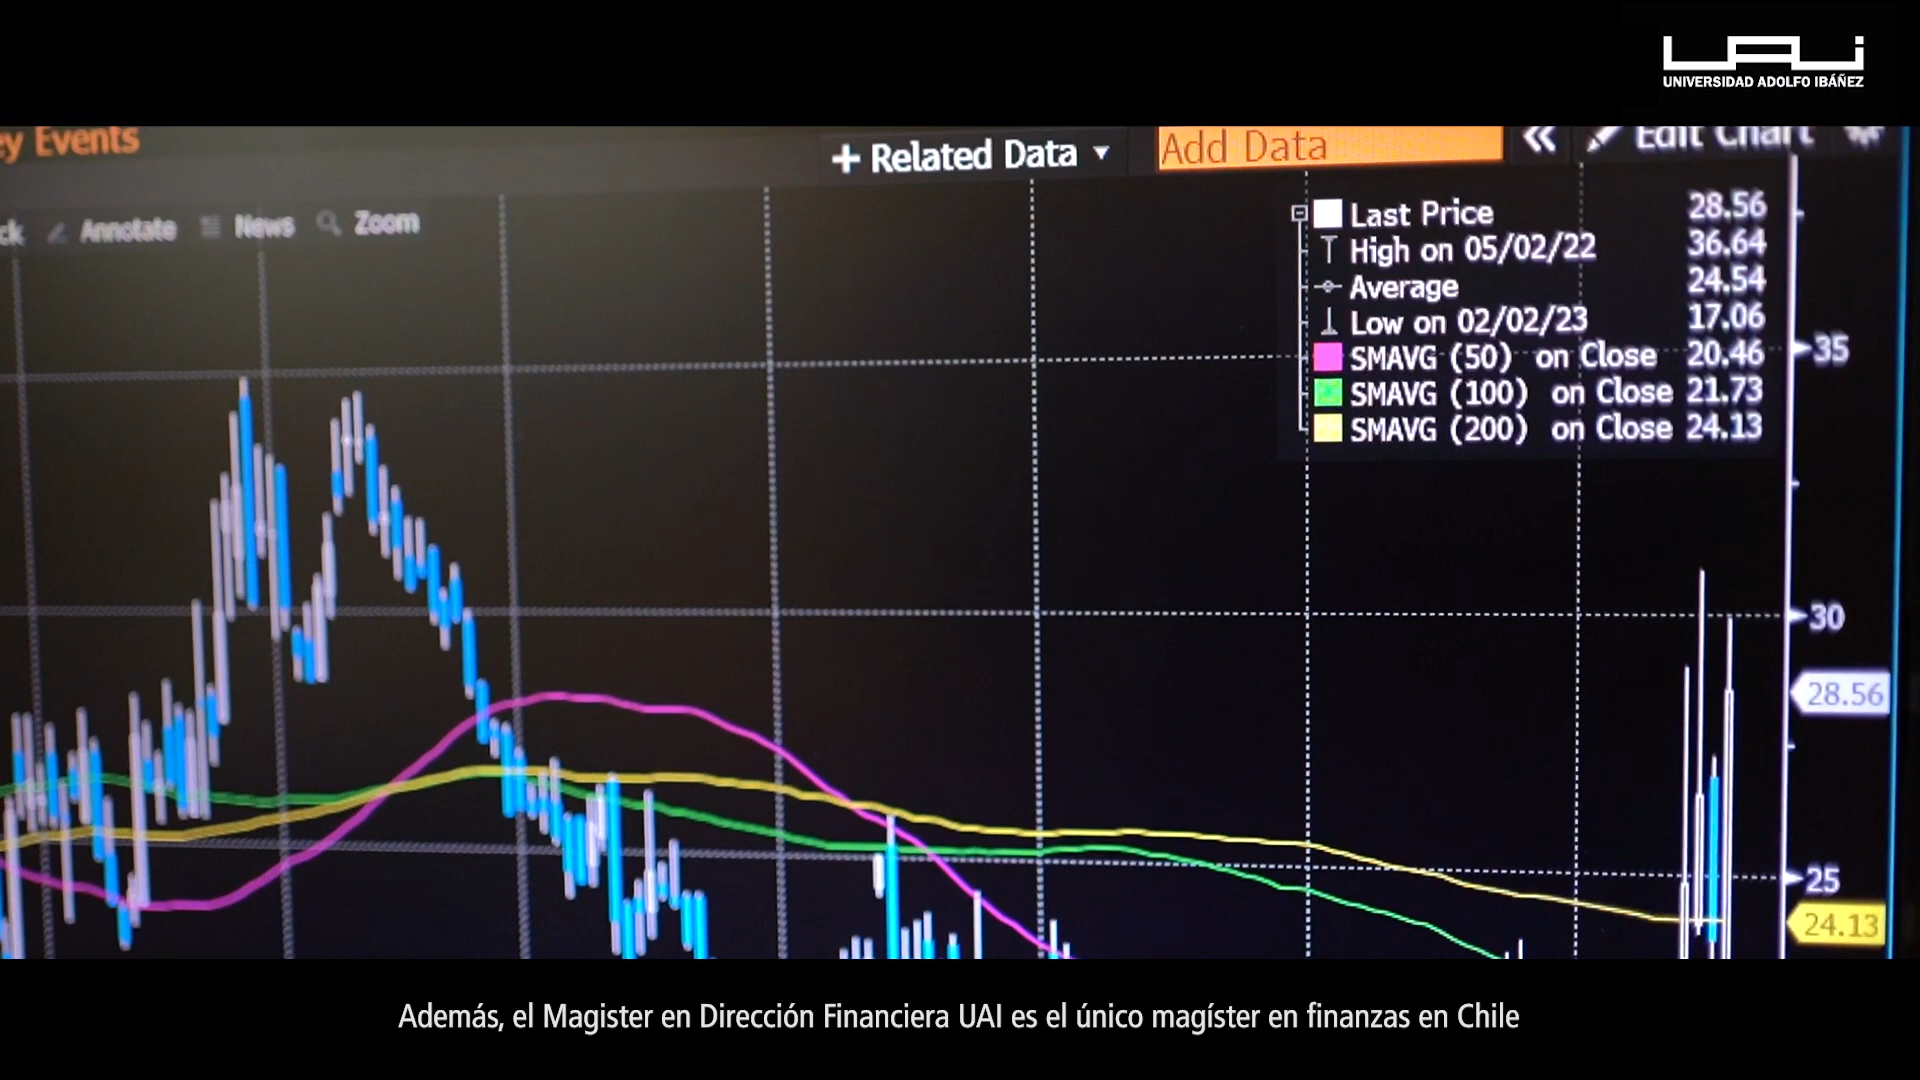 UAi
UNIVERSIDAD ADOLFO IBÁÑEZ
ey Events
+ Related Data ▼
Add Data
« Edit Chart
ck Annotate News Zoom
Last Price 28.56
High on 05/02/22 36.64
Average 24.54
Low on 02/02/23 17.06
SMAVG (50) on Close 20.46
SMAVG (100) on Close 21.73
SMAVG (200) on Close 24.13
35
30
28.56
25
24.13
Además, el Magister en Dirección Financiera UAI es el único magíster en finanzas en Chile